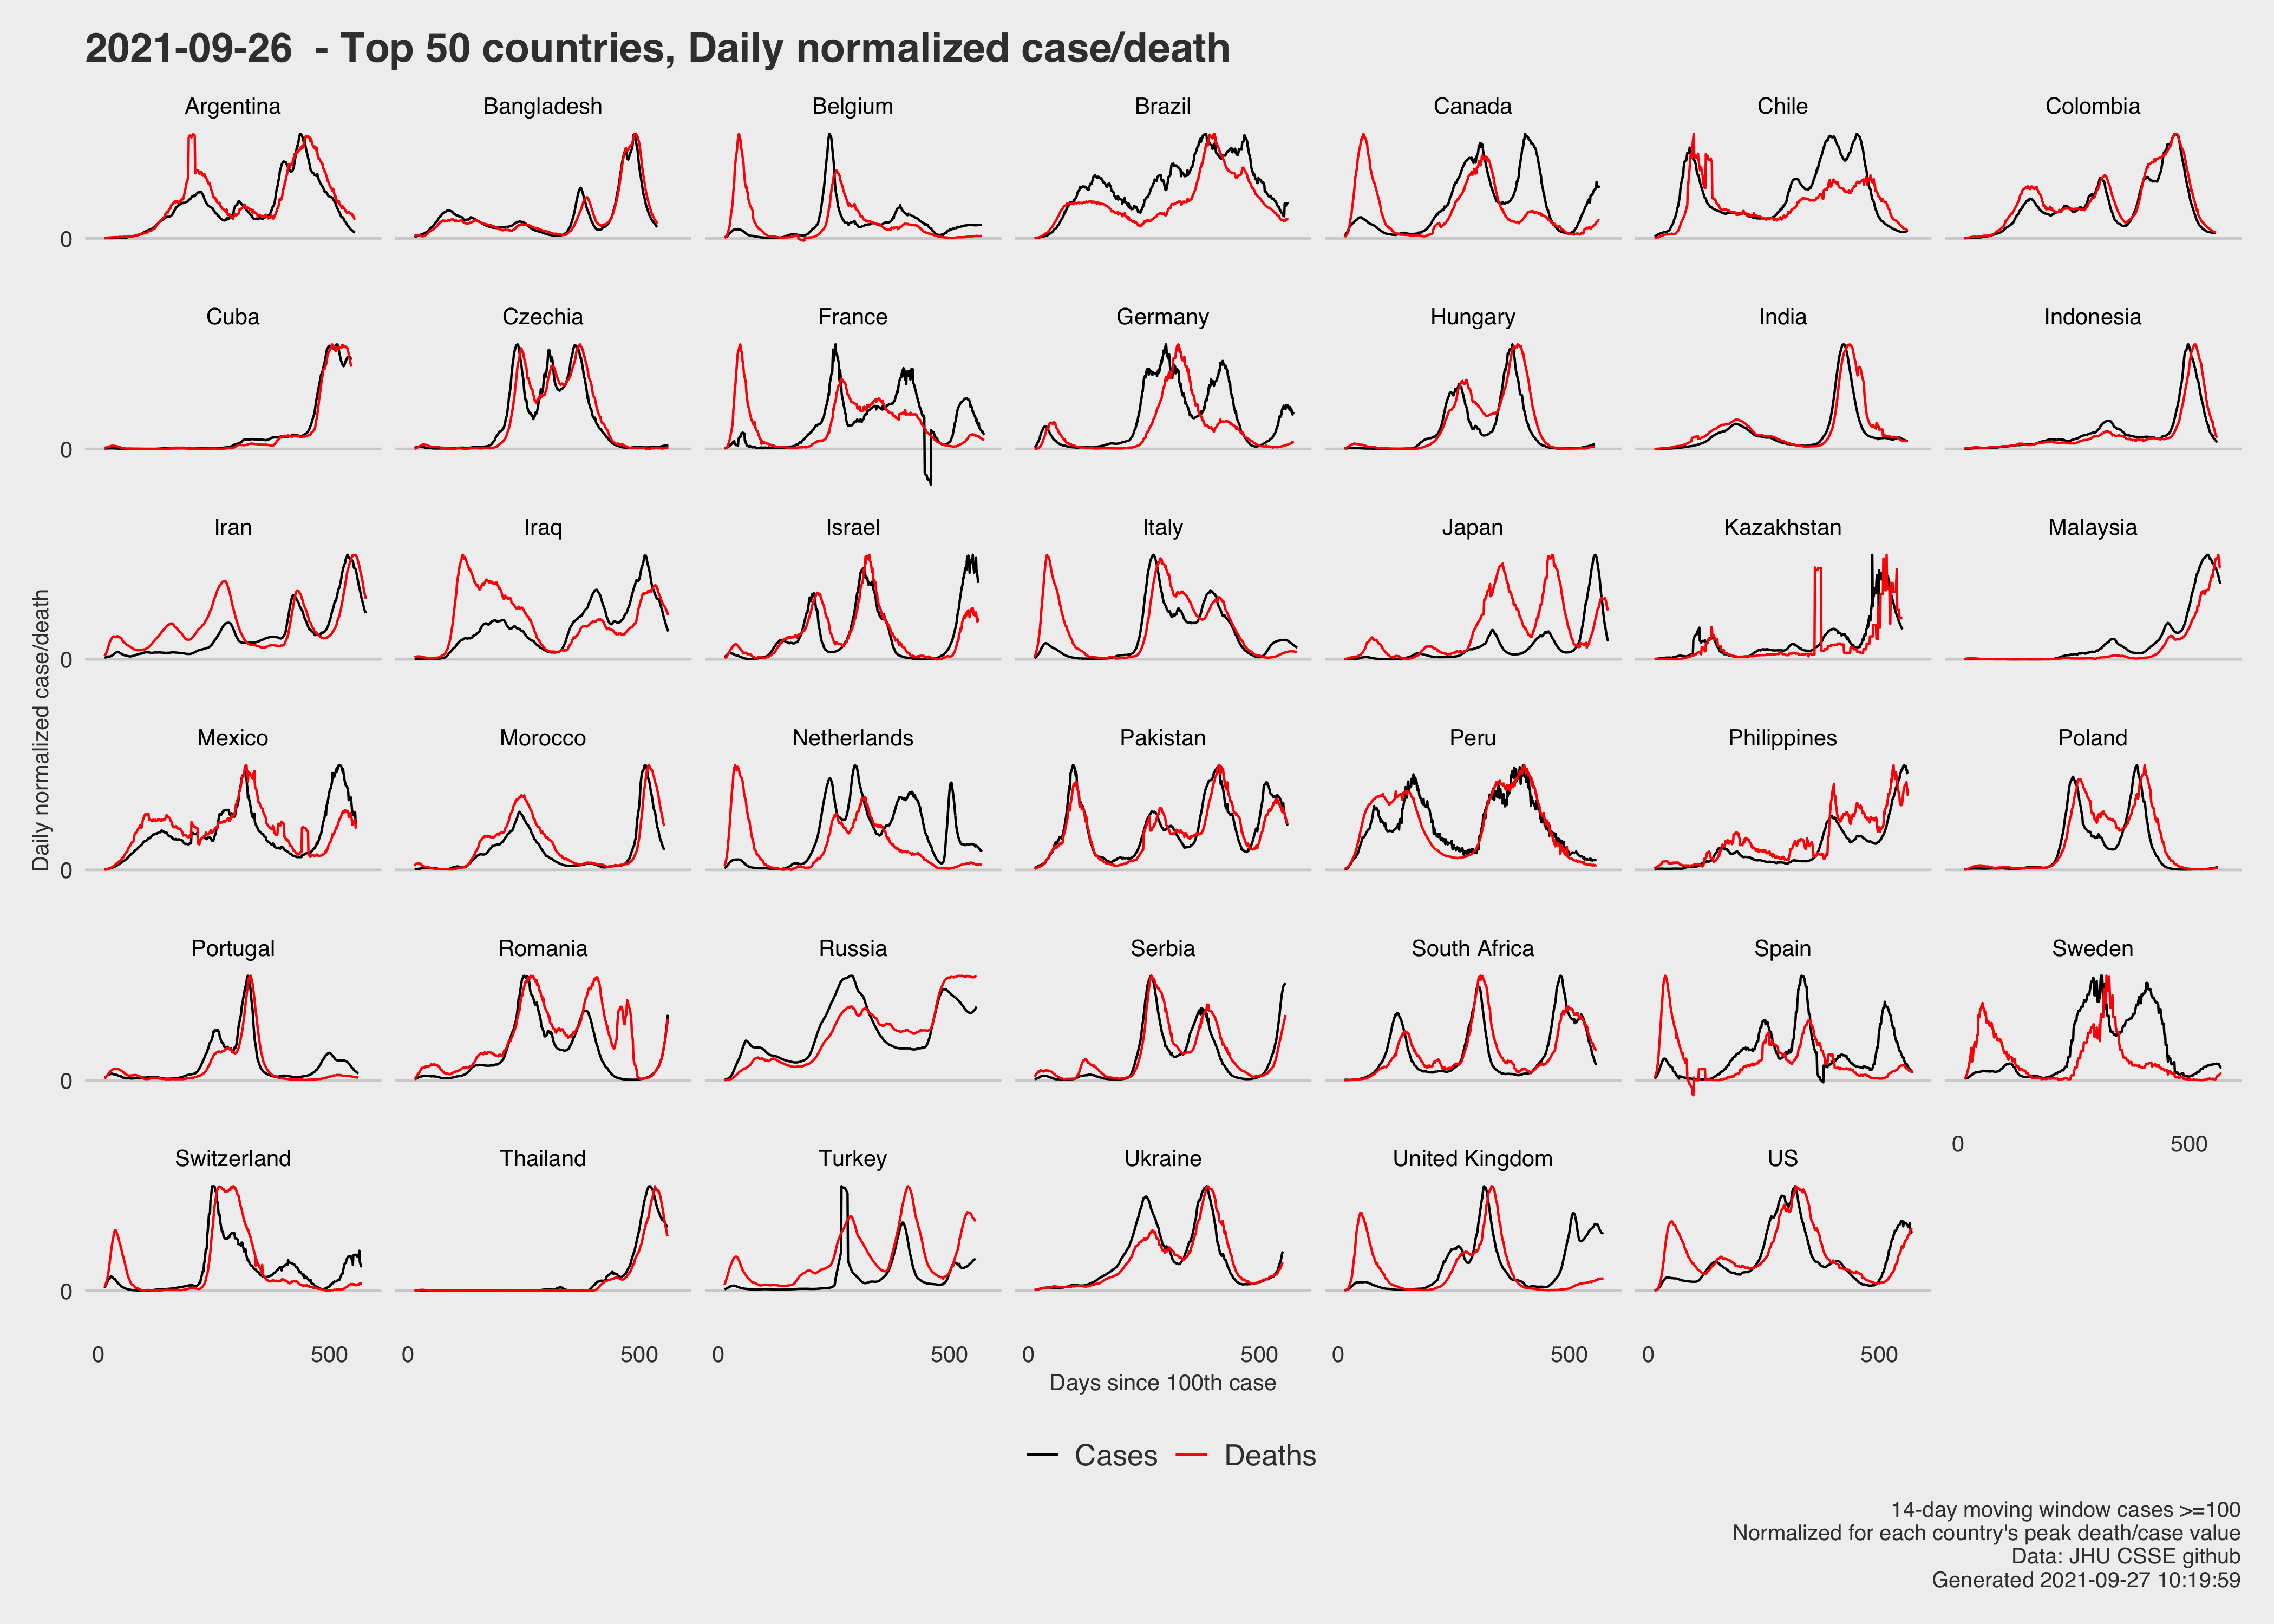 2021-09-26  - Top 50 countries, Daily normalized case/death
Argentina Bangladesh Belgium Brazil Canada Chile Colombia
0
Cuba Czechia France Germany Hungary India Indonesia
0
Iran Iraq Israel Italy Japan Kazakhstan Malaysia
0
Daily normalized case/death
Mexico Morocco Netherlands Pakistan Peru Philippines Poland
0
Portugal Romania Russia Serbia South Africa Spain Sweden
0
0 500
Switzerland Thailand Turkey Ukraine United Kingdom US
0
0 500 0 500 0 500 0 500 0 500 0 500
Days since 100th case
Cases Deaths
14-day moving window cases >=100
Normalized for each country's peak death/case value
Data: JHU CSSE github
Generated 2021-09-27 10:19:59